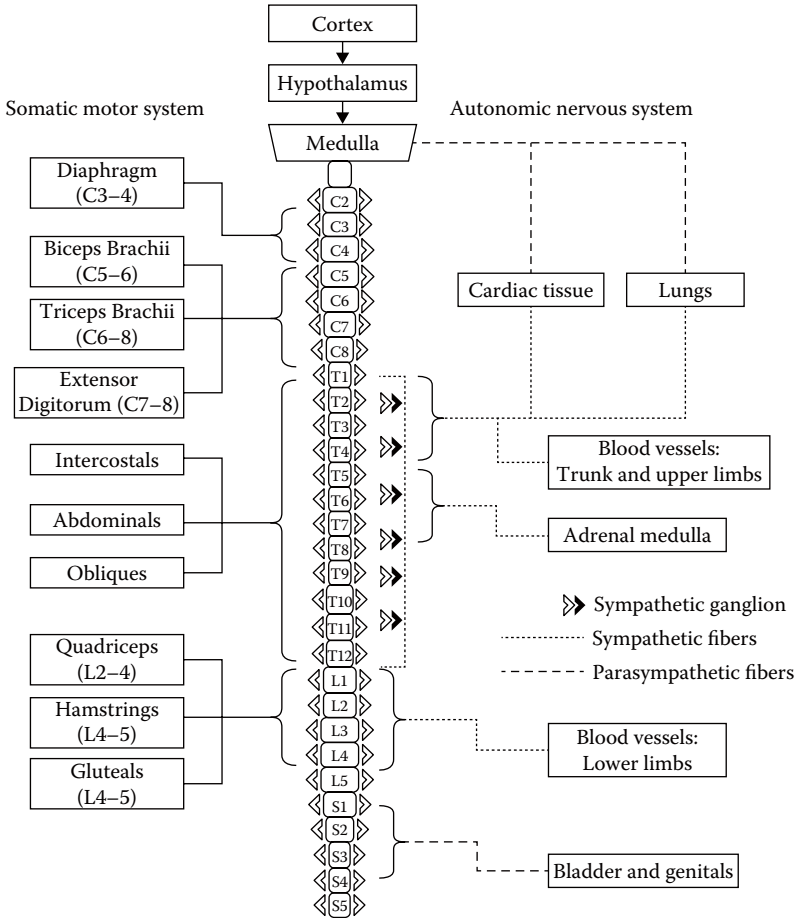 Cortex
Hypothalamus
Somatic motor system
Autonomic nervous system
Medulla
Diaphragm
(C3–4)
Biceps Brachii
(C5–6)
Triceps Brachii
(C6–8)
Extensor
Digitorum (C7–8)
Intercostals
Abdominals
Obliques
Quadriceps
(L2–4)
Hamstrings
(L4–5)
Gluteals
(L4–5)
C2
C3
C4
C5
C6
C7
C8
T1
T2
T3
T4
T5
T6
T7
T8
T9
T10
T11
T12
L1
L2
L3
L4
L5
S1
S2
S3
S4
S5
Cardiac tissue
Lungs
Blood vessels:
Trunk and upper limbs
Adrenal medulla
Sympathetic ganglion
Sympathetic fibers
Parasympathetic fibers
Blood vessels:
Lower limbs
Bladder and genitals